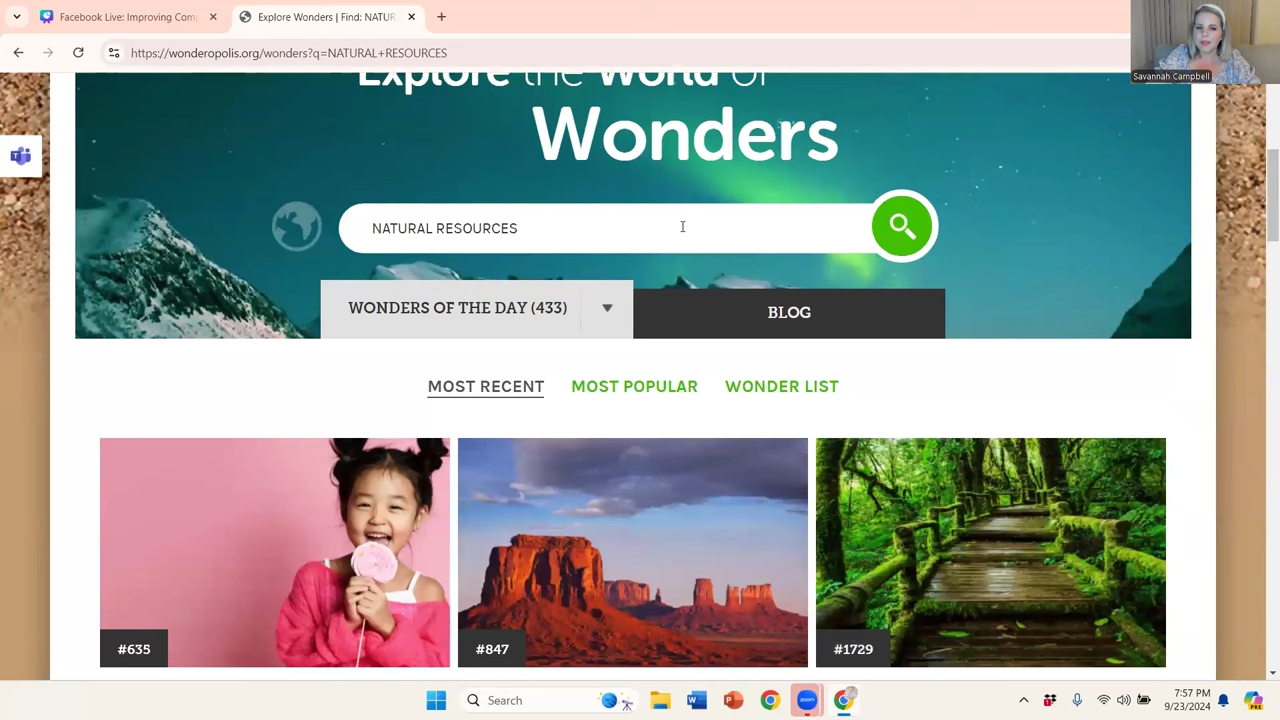 Facebook Live: Improving Com
Explore Wonders | Find: NATUR
https://wonderopolis.org/wonders?q=NATURAL+RESOURCES
Savannah Campbell
Explore the World of
Wonders
NATURAL RESOURCES
WONDERS OF THE DAY (433)
BLOG
MOST RECENT
MOST POPULAR
WONDER LIST
#635
#847
#1729
Search
7:57 PM
9/23/2024